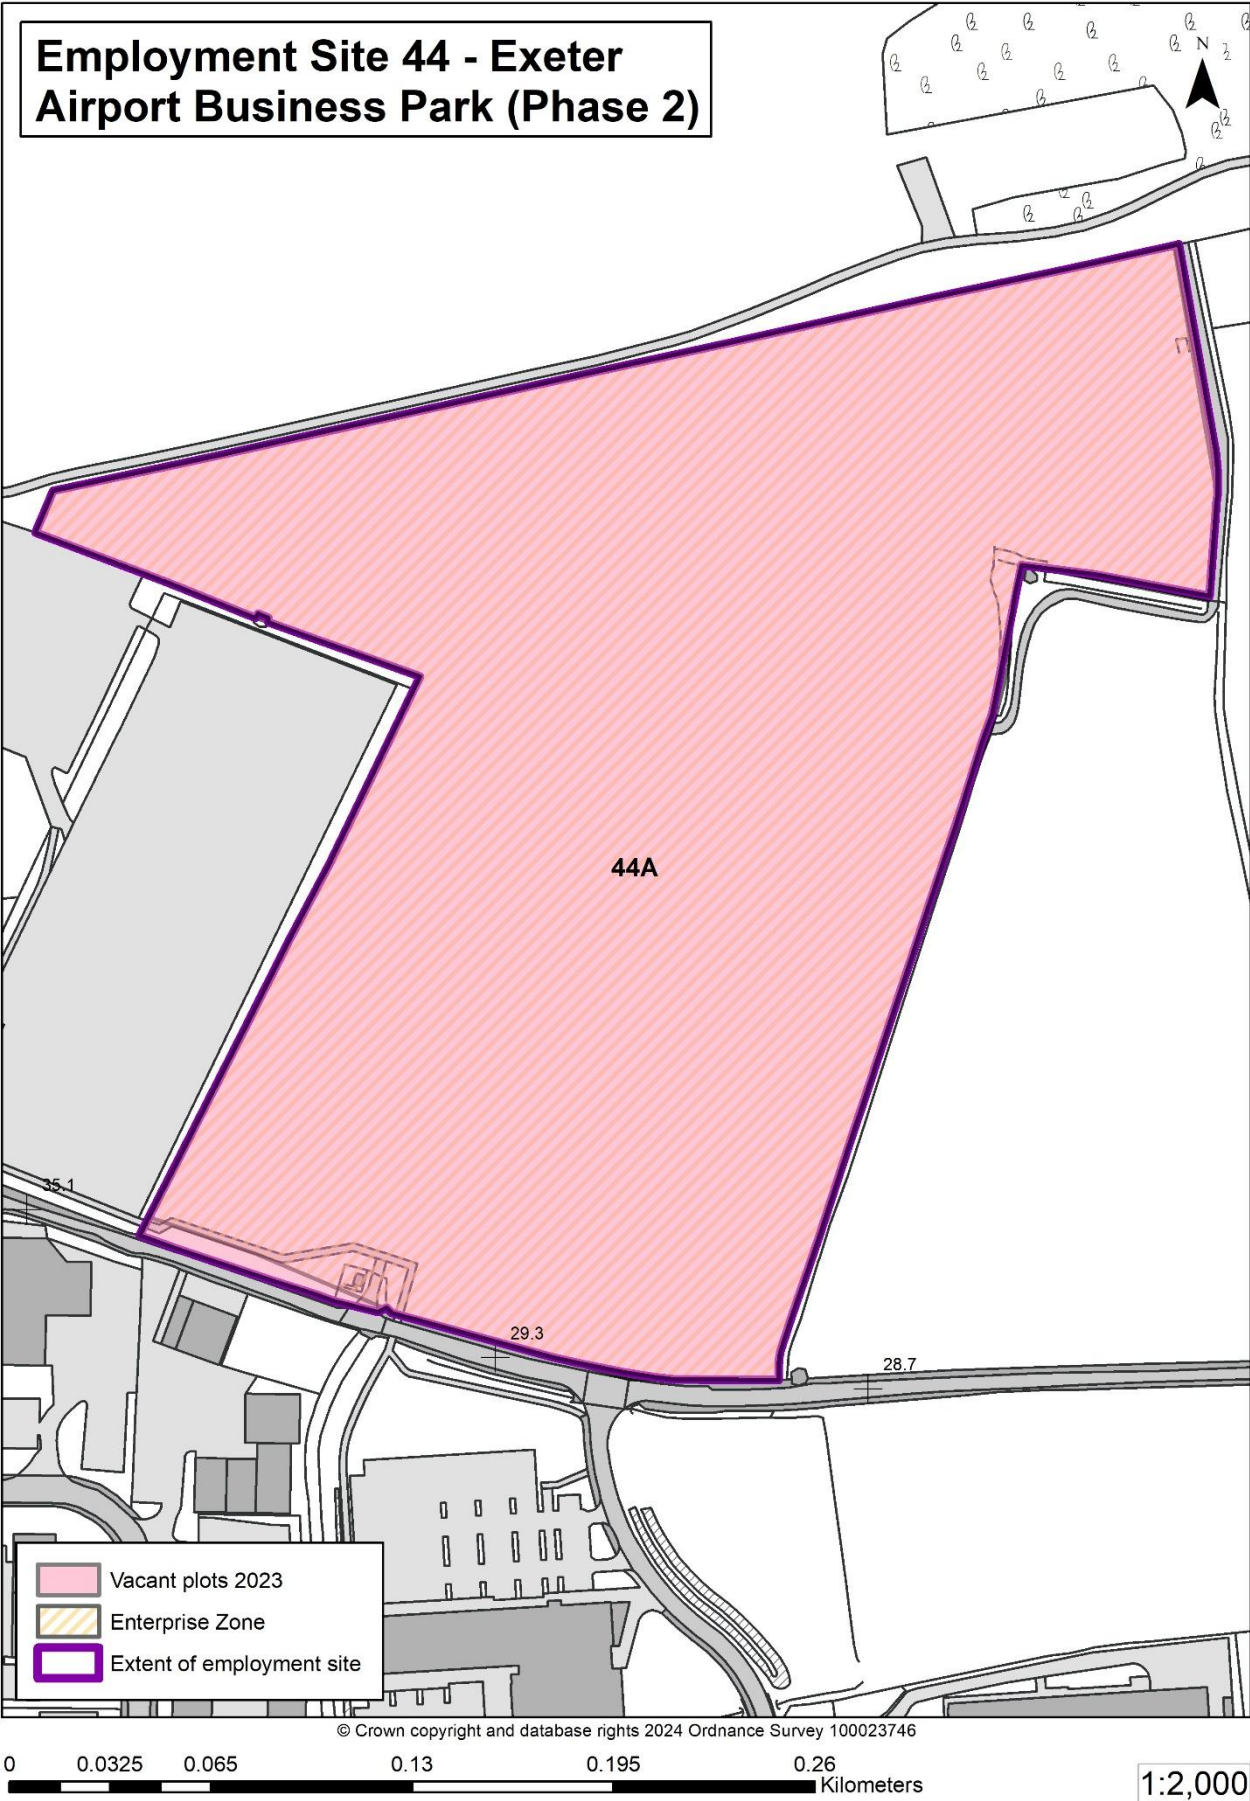 Employment Site 44 - Exeter
Airport Business Park (Phase 2)
N
44A
35.1
29.3
28.7
Vacant plots 2023
Enterprise Zone
Extent of employment site
© Crown copyright and database rights 2024 Ordnance Survey 100023746
0 0.0325 0.065 0.13 0.195 0.26
Kilometers
1:2,000